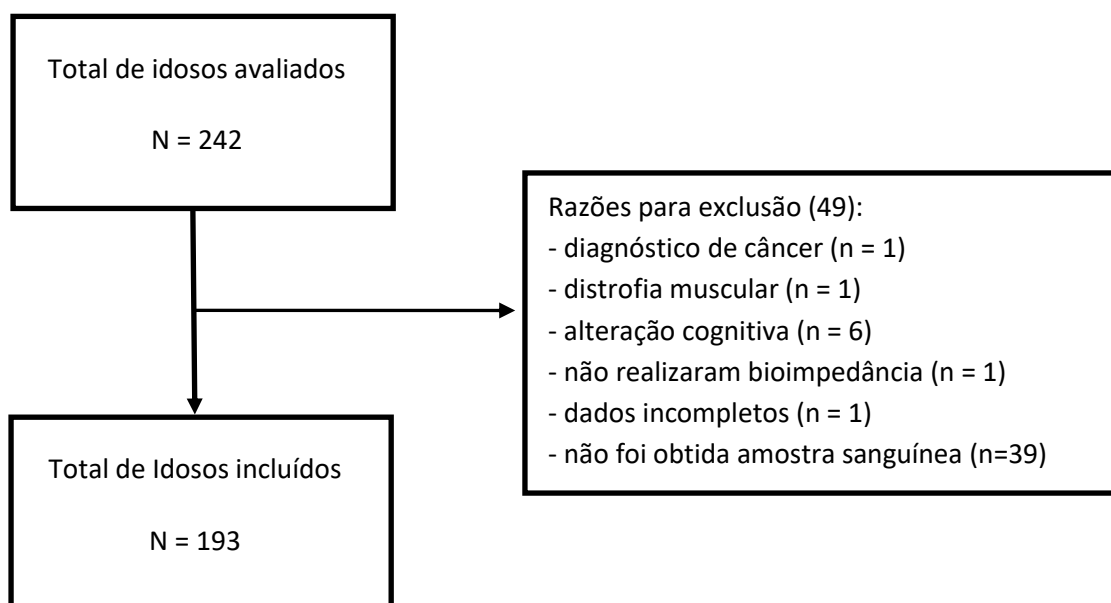 Total de idosos avaliados
N = 242
Razões para exclusão (49):
- diagnóstico de câncer (n = 1)
- distrofia muscular (n = 1)
- alteração cognitiva (n = 6)
- não realizaram bioimpedância (n = 1)
- dados incompletos (n = 1)
- não foi obtida amostra sanguínea (n=39)
Total de Idosos incluídos
N = 193